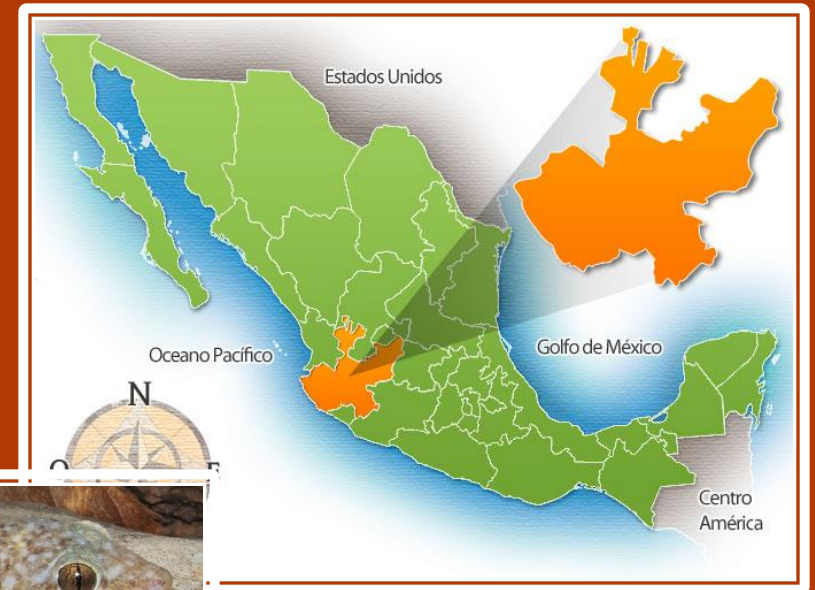 Estados Unidos
Oceano Pacífico
Golfo de México
N
O
E
Centro
América